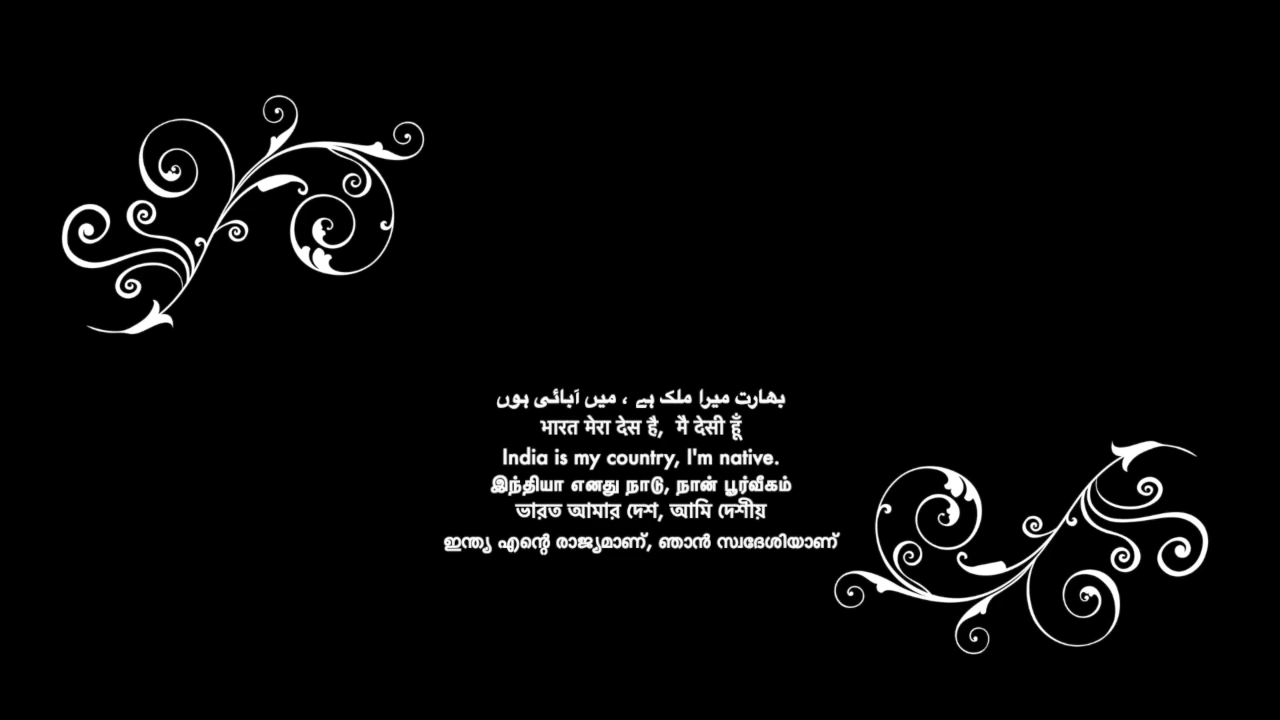 بھارت میرا ملک ہے ، میں آبائی ہوں
भारत मेरा देस है, मै देसी हूँ
India is my country, I'm native.
இந்தியா எனது நாடு, நான் பூர்வீகம்
ভারত আমার দেশ, আমি দেশীয়
ഇന്ത്യ എന്റെ രാജ്യമാണ്, ഞാൻ സ്വദേശിയാണ്